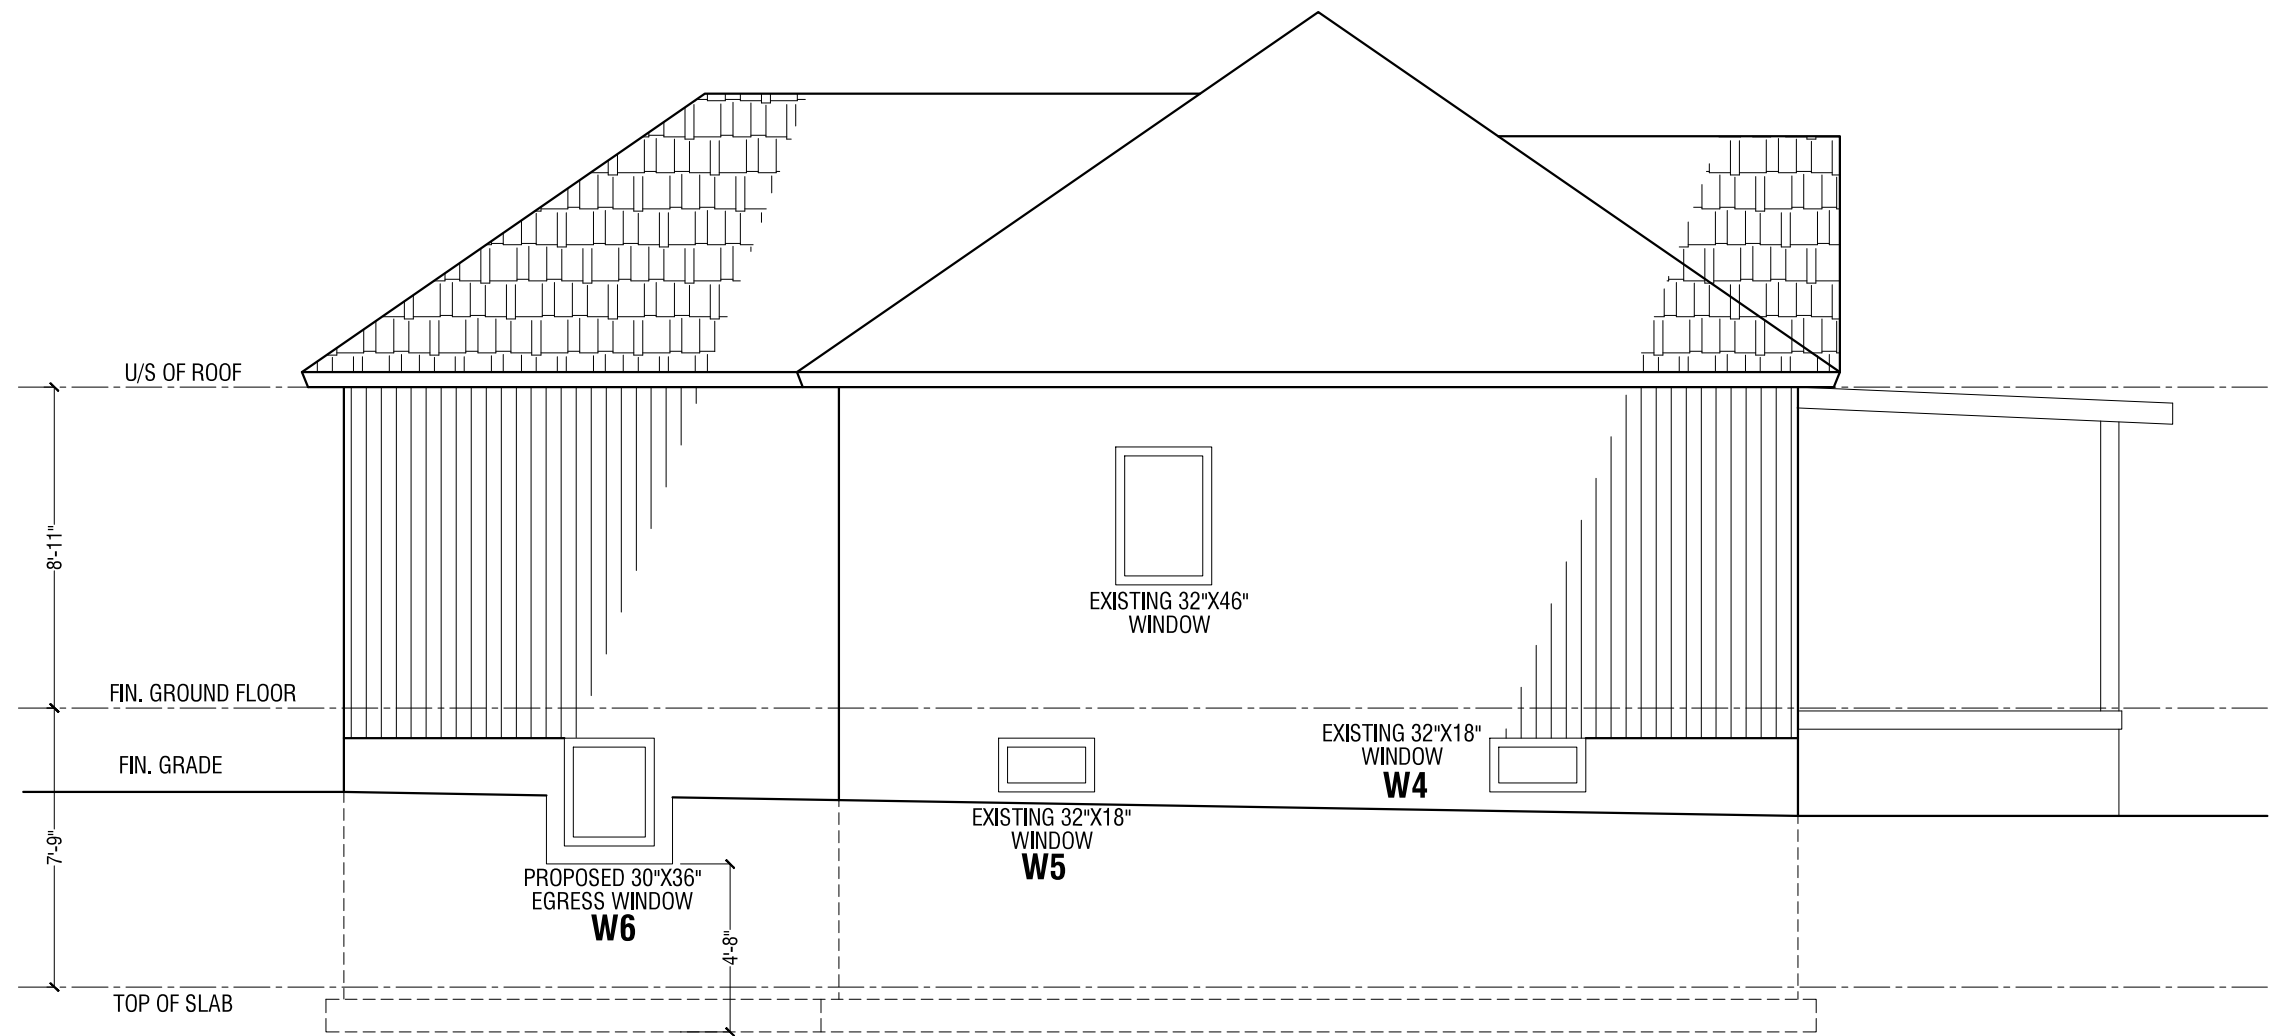 U/S OF ROOF
8'-11"
EXISTING 32"X46"
WINDOW
FIN. GROUND FLOOR
EXISTING 32"X18"
WINDOW
W4
FIN. GRADE
EXISTING 32"X18"
WINDOW
W5
7'-9"
PROPOSED 30"X36"
EGRESS WINDOW
W6
4'-8"
TOP OF SLAB